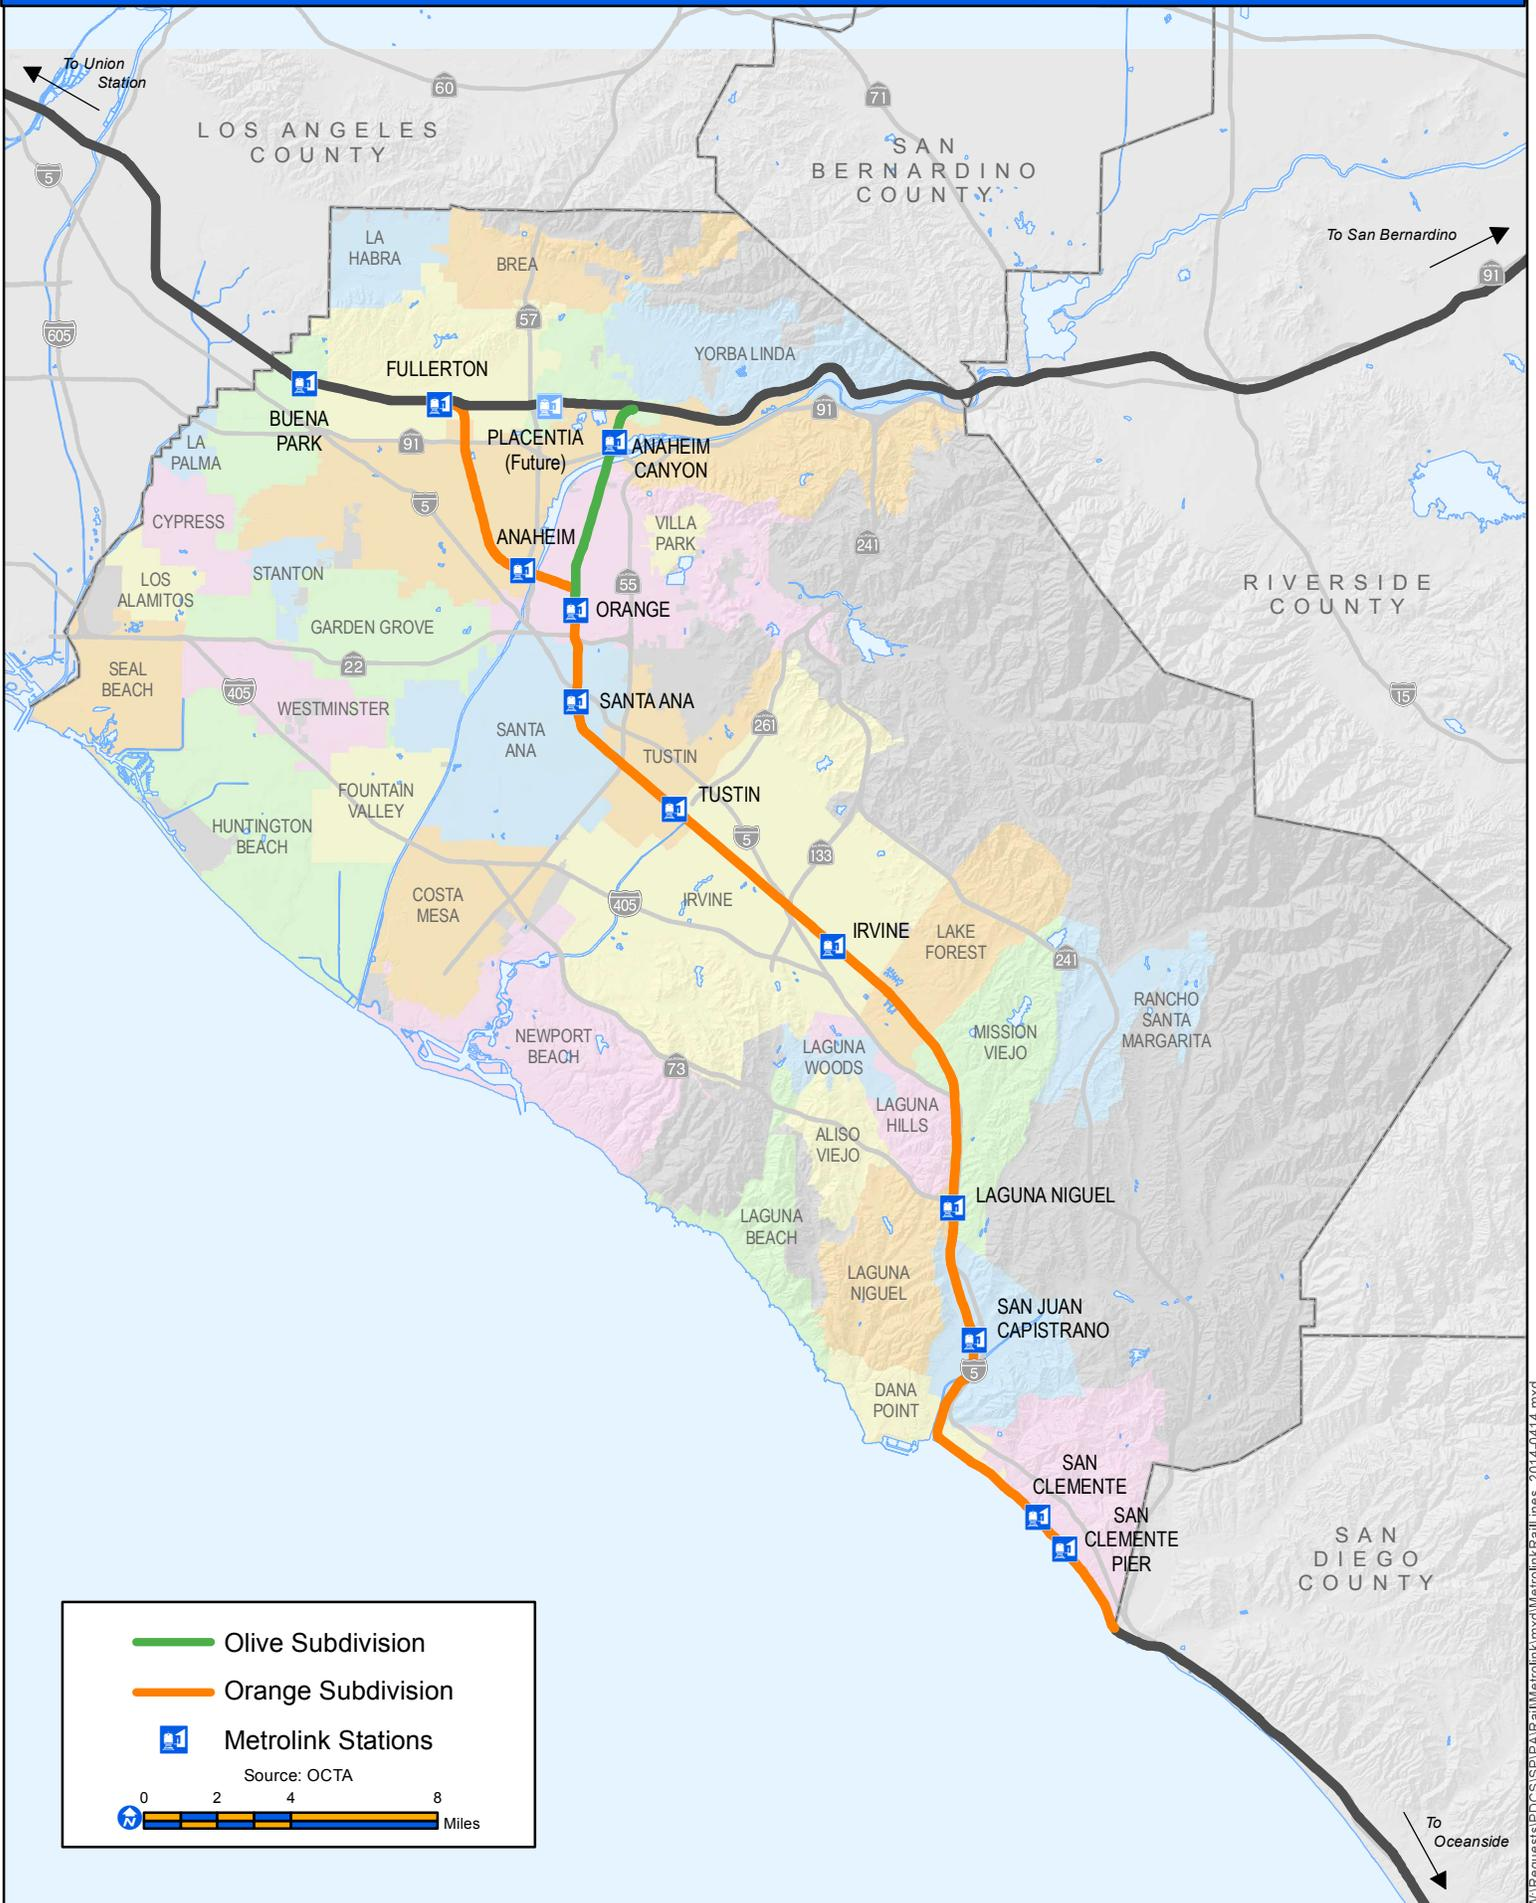 To Union
Station
60
71
LOS ANGELES
COUNTY
SAN
BERNARDINO
COUNTY
5
To San Bernardino
91
LA
HABRA
BREA
605
57
YORBA LINDA
FULLERTON
BUENA
PARK
91
91
LA
PALMA
PLACENTIA
(Future)
ANAHEIM
CANYON
5
CYPRESS
VILLA
PARK
ANAHEIM
241
STANTON
55
LOS
ALAMITOS
RIVERSIDE
COUNTY
ORANGE
GARDEN GROVE
261
22
SEAL
BEACH
405
15
WESTMINSTER
SANTA ANA
261
SANTA
ANA
TUSTIN
FOUNTAIN
VALLEY
TUSTIN
HUNTINGTON
BEACH
5
133
COSTA
MESA
405
IRVINE
IRVINE
LAKE
FOREST
241
RANCHO
SANTA
MARGARITA
NEWPORT
BEACH
MISSION
VIEJO
LAGUNA
WOODS
73
LAGUNA
HILLS
ALISO
VIEJO
LAGUNA NIGUEL
LAGUNA
BEACH
LAGUNA
NIGUEL
SAN JUAN
CAPISTRANO
5
DANA
POINT
SAN
CLEMENTE
SAN
CLEMENTE
PIER
SAN
DIEGO
COUNTY
Olive Subdivision
Orange Subdivision
Metrolink Stations
Source: OCTA
0 2 4 8
Miles
N
To
Oceanside